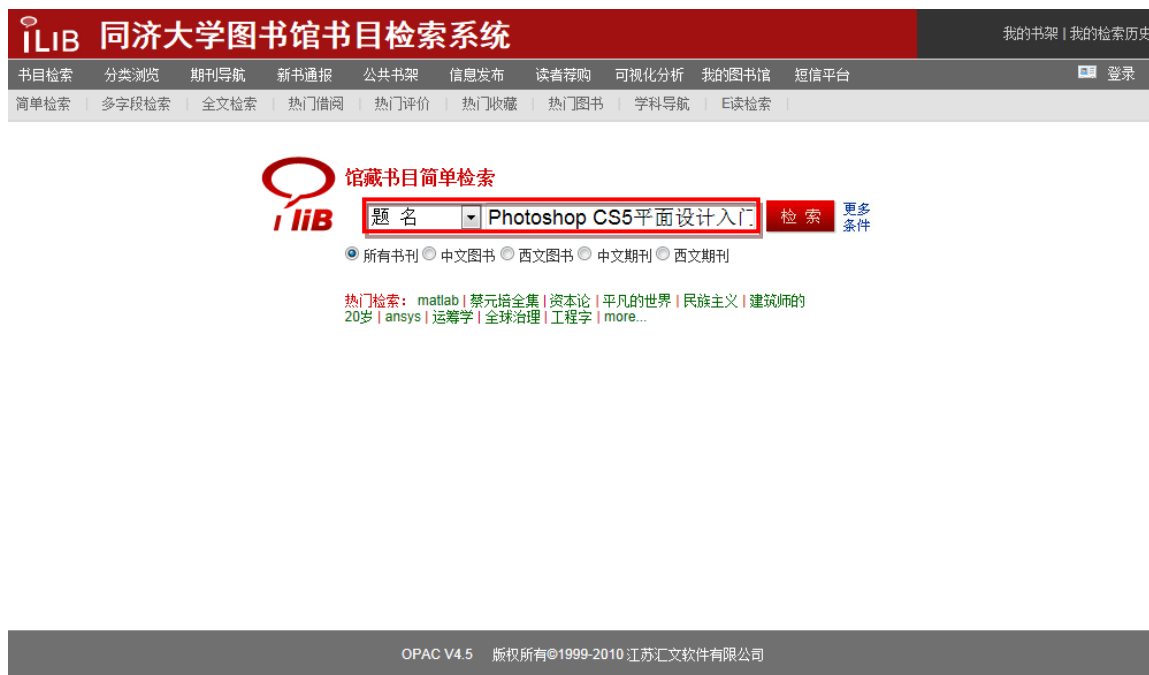 iLIB 同济大学图书馆书目检索系统 我的书架 | 我的检索历史
书目检索 分类浏览 期刊导航 新书通报 公共书架 信息发布 读者荐购 可视化分析 我的图书馆 短信平台 登录
简单检索 | 多字段检索 | 全文检索 | 热门借阅 | 热门评价 | 热门收藏 | 热门图书 | 学科导航 | E读检索 |
iliB
馆藏书目简单检索
题 名 Photoshop CS5平面设计入门 检 索 更多
条件
所有书刊 中文图书 西文图书 中文期刊 西文期刊
热门检索： matlab | 蔡元培全集 | 资本论 | 平凡的世界 | 民族主义 | 建筑师的
20岁 | ansys | 运筹学 | 全球治理 | 工程字 | more...
OPAC V4.5 版权所有©1999-2010 江苏汇文软件有限公司